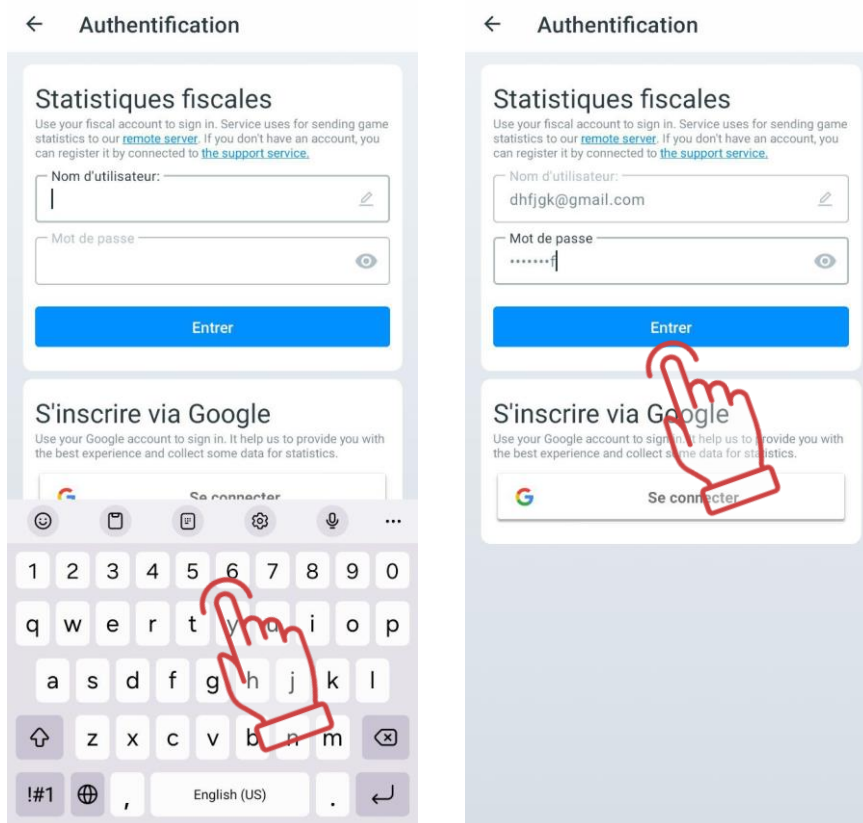 Authentification
Statistiques fiscales
Use your fiscal account to sign in. Service uses for sending game
statistics to our remote server. If you don't have an account, you
can register it by connected to the support service.
Nom d'utilisateur:
Mot de passe
Entrer
S'inscrire via Google
Use your Google account to sign in. It help us to provide you with
the best experience and collect some data for statistics.
Se connecter
1 2 3 4 5 6 7 8 9 0
q w e r t y u i o p
a s d f g h j k l
z x c v b n m
!#1 , English (US) .
Authentification
Statistiques fiscales
Use your fiscal account to sign in. Service uses for sending game
statistics to our remote server. If you don't have an account, you
can register it by connected to the support service.
Nom d'utilisateur:
dhfjgk@gmail.com
Mot de passe
•••••••f
Entrer
S'inscrire via Google
Use your Google account to sign in. It help us to provide you with
the best experience and collect some data for statistics.
Se connecter